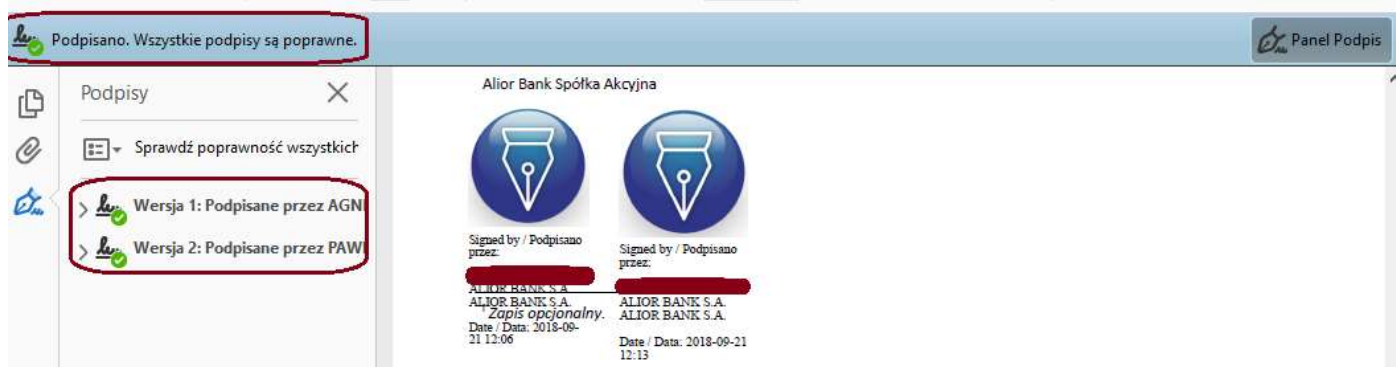 Podpisano. Wszystkie podpisy są poprawne.
Panel Podpis
Podpisy
Sprawdź poprawność wszystkich
Wersja 1: Podpisane przez AGNI
Wersja 2: Podpisane przez PAWI
Alior Bank Spółka Akcyjna
Signed by / Podpisano
przez:
ALIOR BANK S.A.
ALIOR BANK S.A.
Zapis opcjonalny.
Date / Data: 2018-09-
21 12:06
Signed by / Podpisano
przez:
ALIOR BANK S.A.
ALIOR BANK S.A.
Date / Data: 2018-09-21
12:13